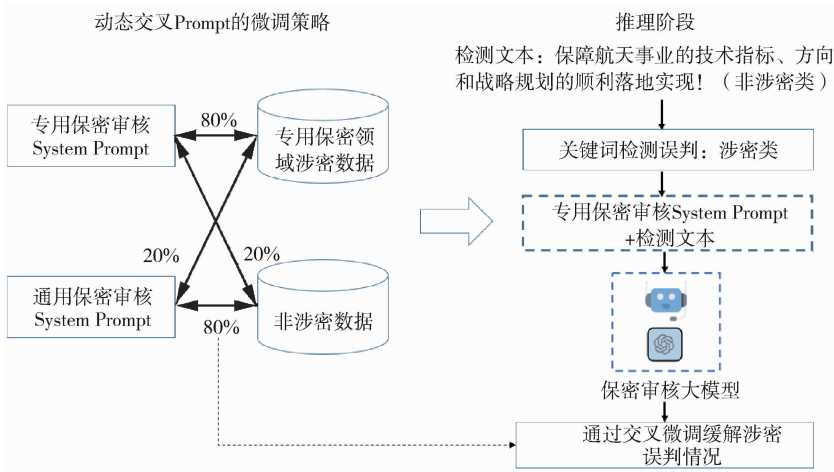 动态交叉Prompt的微调策略
专用保密审核
System Prompt
80%
专用保密领
域涉密数据
20%
20%
通用保密审核
System Prompt
80%
非涉密数据
推理阶段
检测文本：保障航天事业的技术指标、方向
和战略规划的顺利落地实现！（非涉密类）
关键词检测误判：涉密类
专用保密审核System Prompt
+检测文本
保密审核大模型
通过交叉微调缓解涉密
误判情况